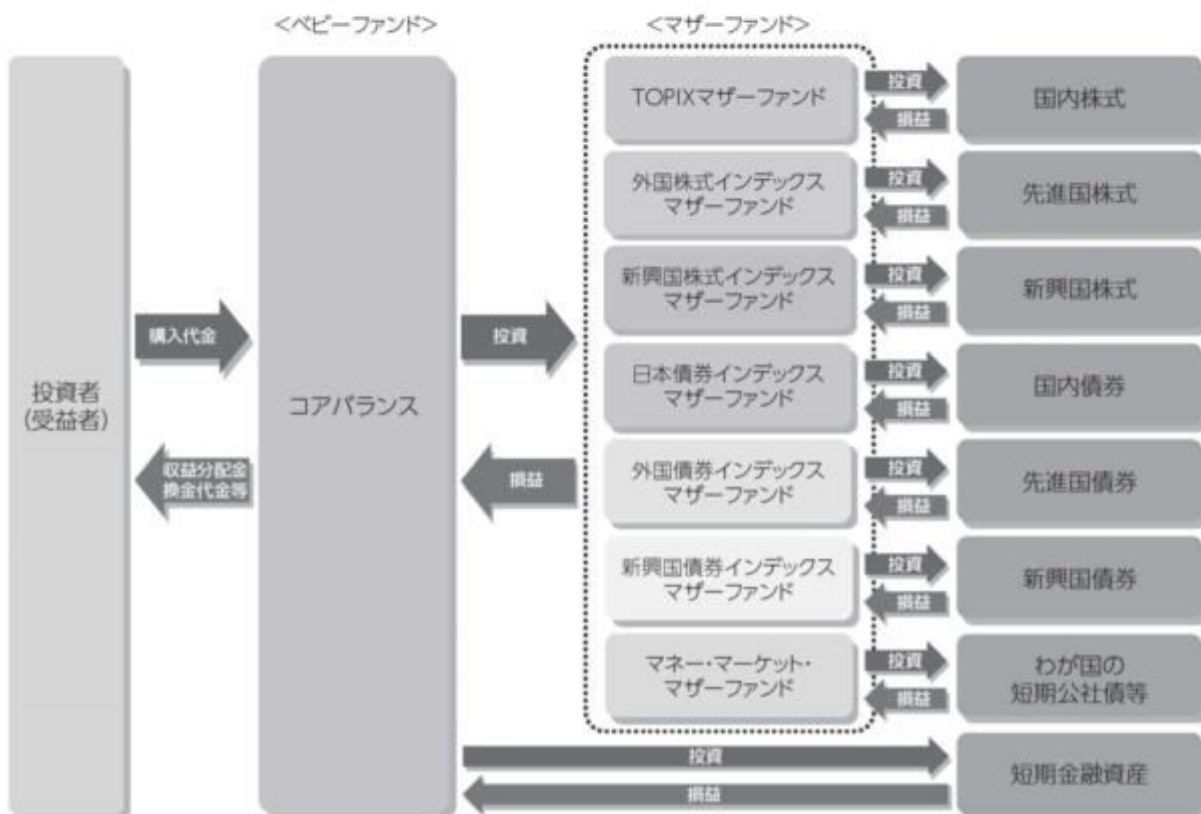 <ベビーファンド>
<マザーファンド>
投資者
(受益者)
購入代金
収益分配金
換金代金等
コアバランス
投資
損益
TOPIXマザーファンド
投資
損益
国内株式
外国株式インデックス
マザーファンド
投資
損益
先進国株式
新興国株式インデックス
マザーファンド
投資
損益
新興国株式
日本債券インデックス
マザーファンド
投資
損益
国内債券
外国債券インデックス
マザーファンド
投資
損益
先進国債券
新興国債券インデックス
マザーファンド
投資
損益
新興国債券
マネー・マーケット・
マザーファンド
投資
損益
わが国の
短期公社債等
投資
損益
短期金融資産